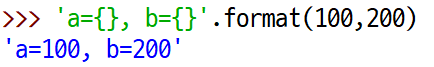 >>> 'a={}, b={}'.format(100,200)
'a=100, b=200'